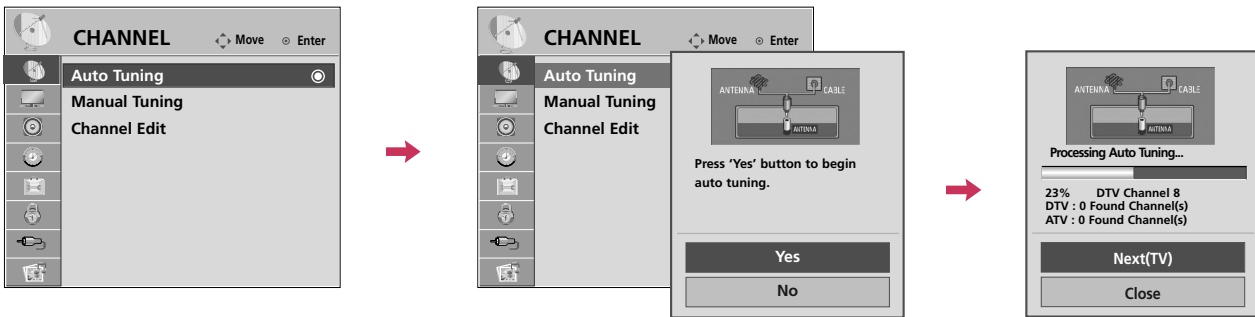 CHANNEL
Move
Enter
Auto Tuning
Manual Tuning
Channel Edit
CHANNEL
Move
Enter
Auto Tuning
Manual Tuning
Channel Edit
ANTENNA
CABLE
ANTENNA
Press ‘Yes’ button to begin
auto tuning.
Yes
No
ANTENNA
CABLE
ANTENNA
Processing Auto Tuning...
23% DTV Channel 8
DTV : 0 Found Channel(s)
ATV : 0 Found Channel(s)
Next(TV)
Close